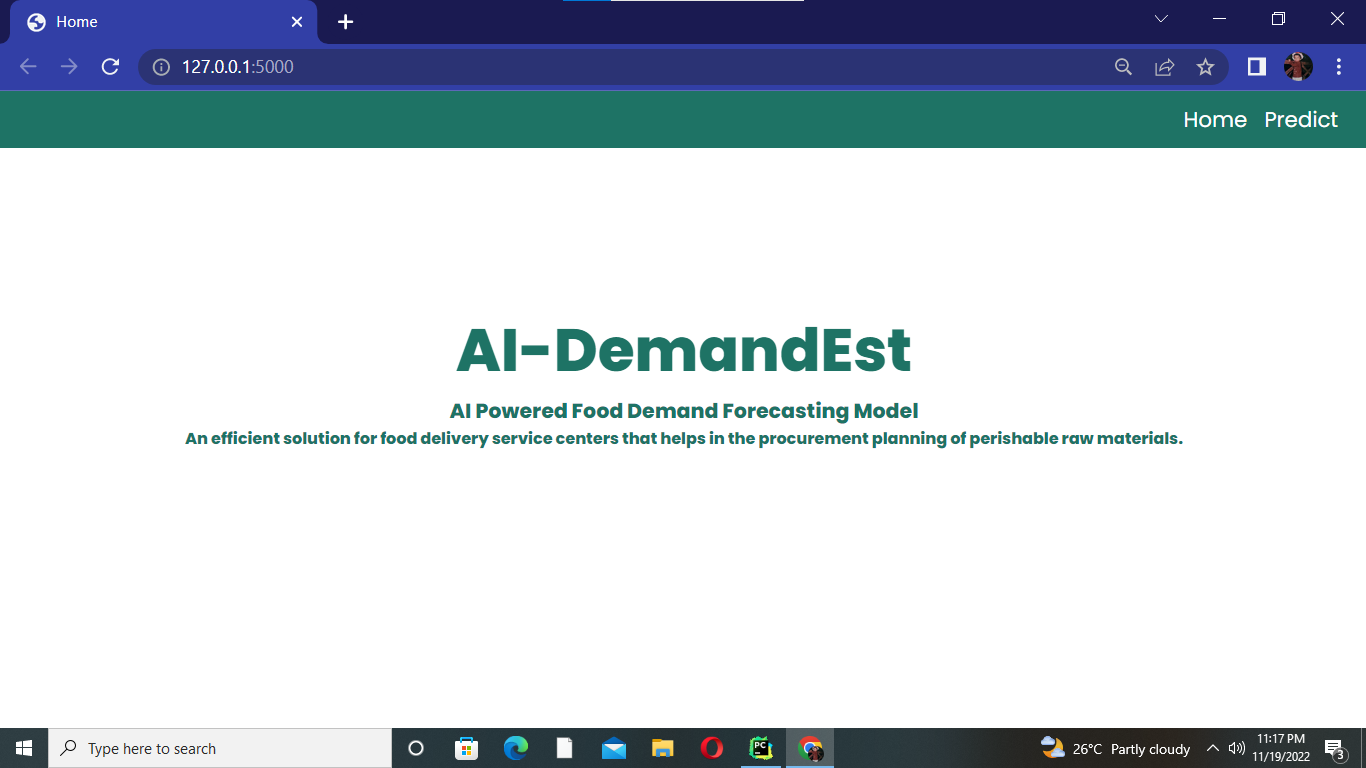 Home
127.0.0.1:5000
Home Predict
AI-DemandEst
AI Powered Food Demand Forecasting Model
An efficient solution for food delivery service centers that helps in the procurement planning of perishable raw materials.
Type here to search
PC
26°C Partly cloudy
11:17 PM
11/19/2022
3